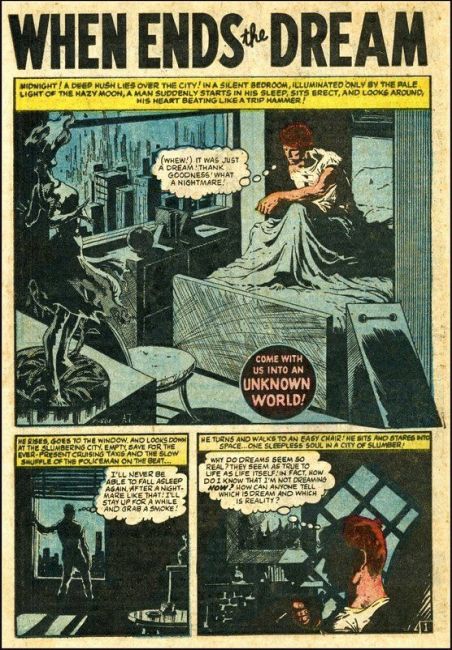 WHEN ENDS the DREAM
MIDNIGHT! A DEEP HUSH LIES OVER THE CITY! IN A SILENT BEDROOM, ILLUMINATED ONLY BY THE PALE
LIGHT OF THE HAZY MOON, A MAN SUDDENLY STARTS IN HIS SLEEP, SITS ERECT, AND LOOKS AROUND,
HIS HEART BEATING LIKE A TRIP HAMMER!
(WHEW!) IT WAS JUST
A DREAM! THANK
GOODNESS! WHAT
A NIGHTMARE!
COME WITH
US INTO AN
UNKNOWN
WORLD!
HE RISES, GOES TO THE WINDOW, AND LOOKS DOWN
AT THE SLUMBERING CITY, EMPTY, SAVE FOR THE
EVER-PRESENT CRUISING TAXIS AND THE SLOW
SHUFFLE OF THE POLICEMAN ON THE BEAT...
I'LL NEVER BE
ABLE TO FALL ASLEEP
AGAIN, AFTER A NIGHT-
MARE LIKE THAT! I'LL
STAY UP FOR A WHILE
AND GRAB A SMOKE!
HE TURNS AND WALKS TO AN EASY CHAIR! HE SITS AND STARES INTO
SPACE...ONE SLEEPLESS SOUL IN A CITY OF SLUMBER!
WHY DO DREAMS SEEM SO
REAL? THEY SEEM AS TRUE TO
LIFE AS LIFE ITSELF! IN FACT, HOW
DO I KNOW THAT I'M NOT DREAMING
NOW? HOW CAN ANYONE TELL
WHICH IS DREAM AND WHICH
IS REALITY?
1